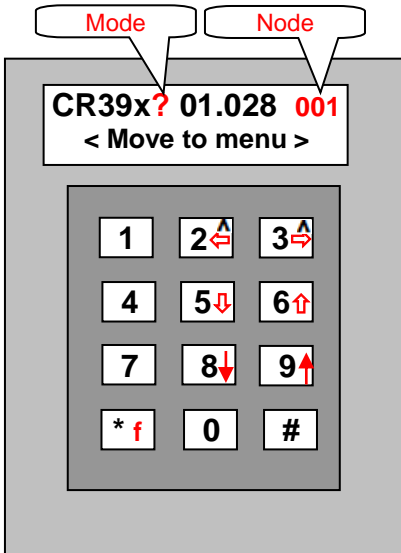 Mode Node
CR39x? 01.028 001
< Move to menu >
1 2⇦^ 3⇨^
4 5⇩ 6⇧
7 8↓ 9↑
* f 0 #